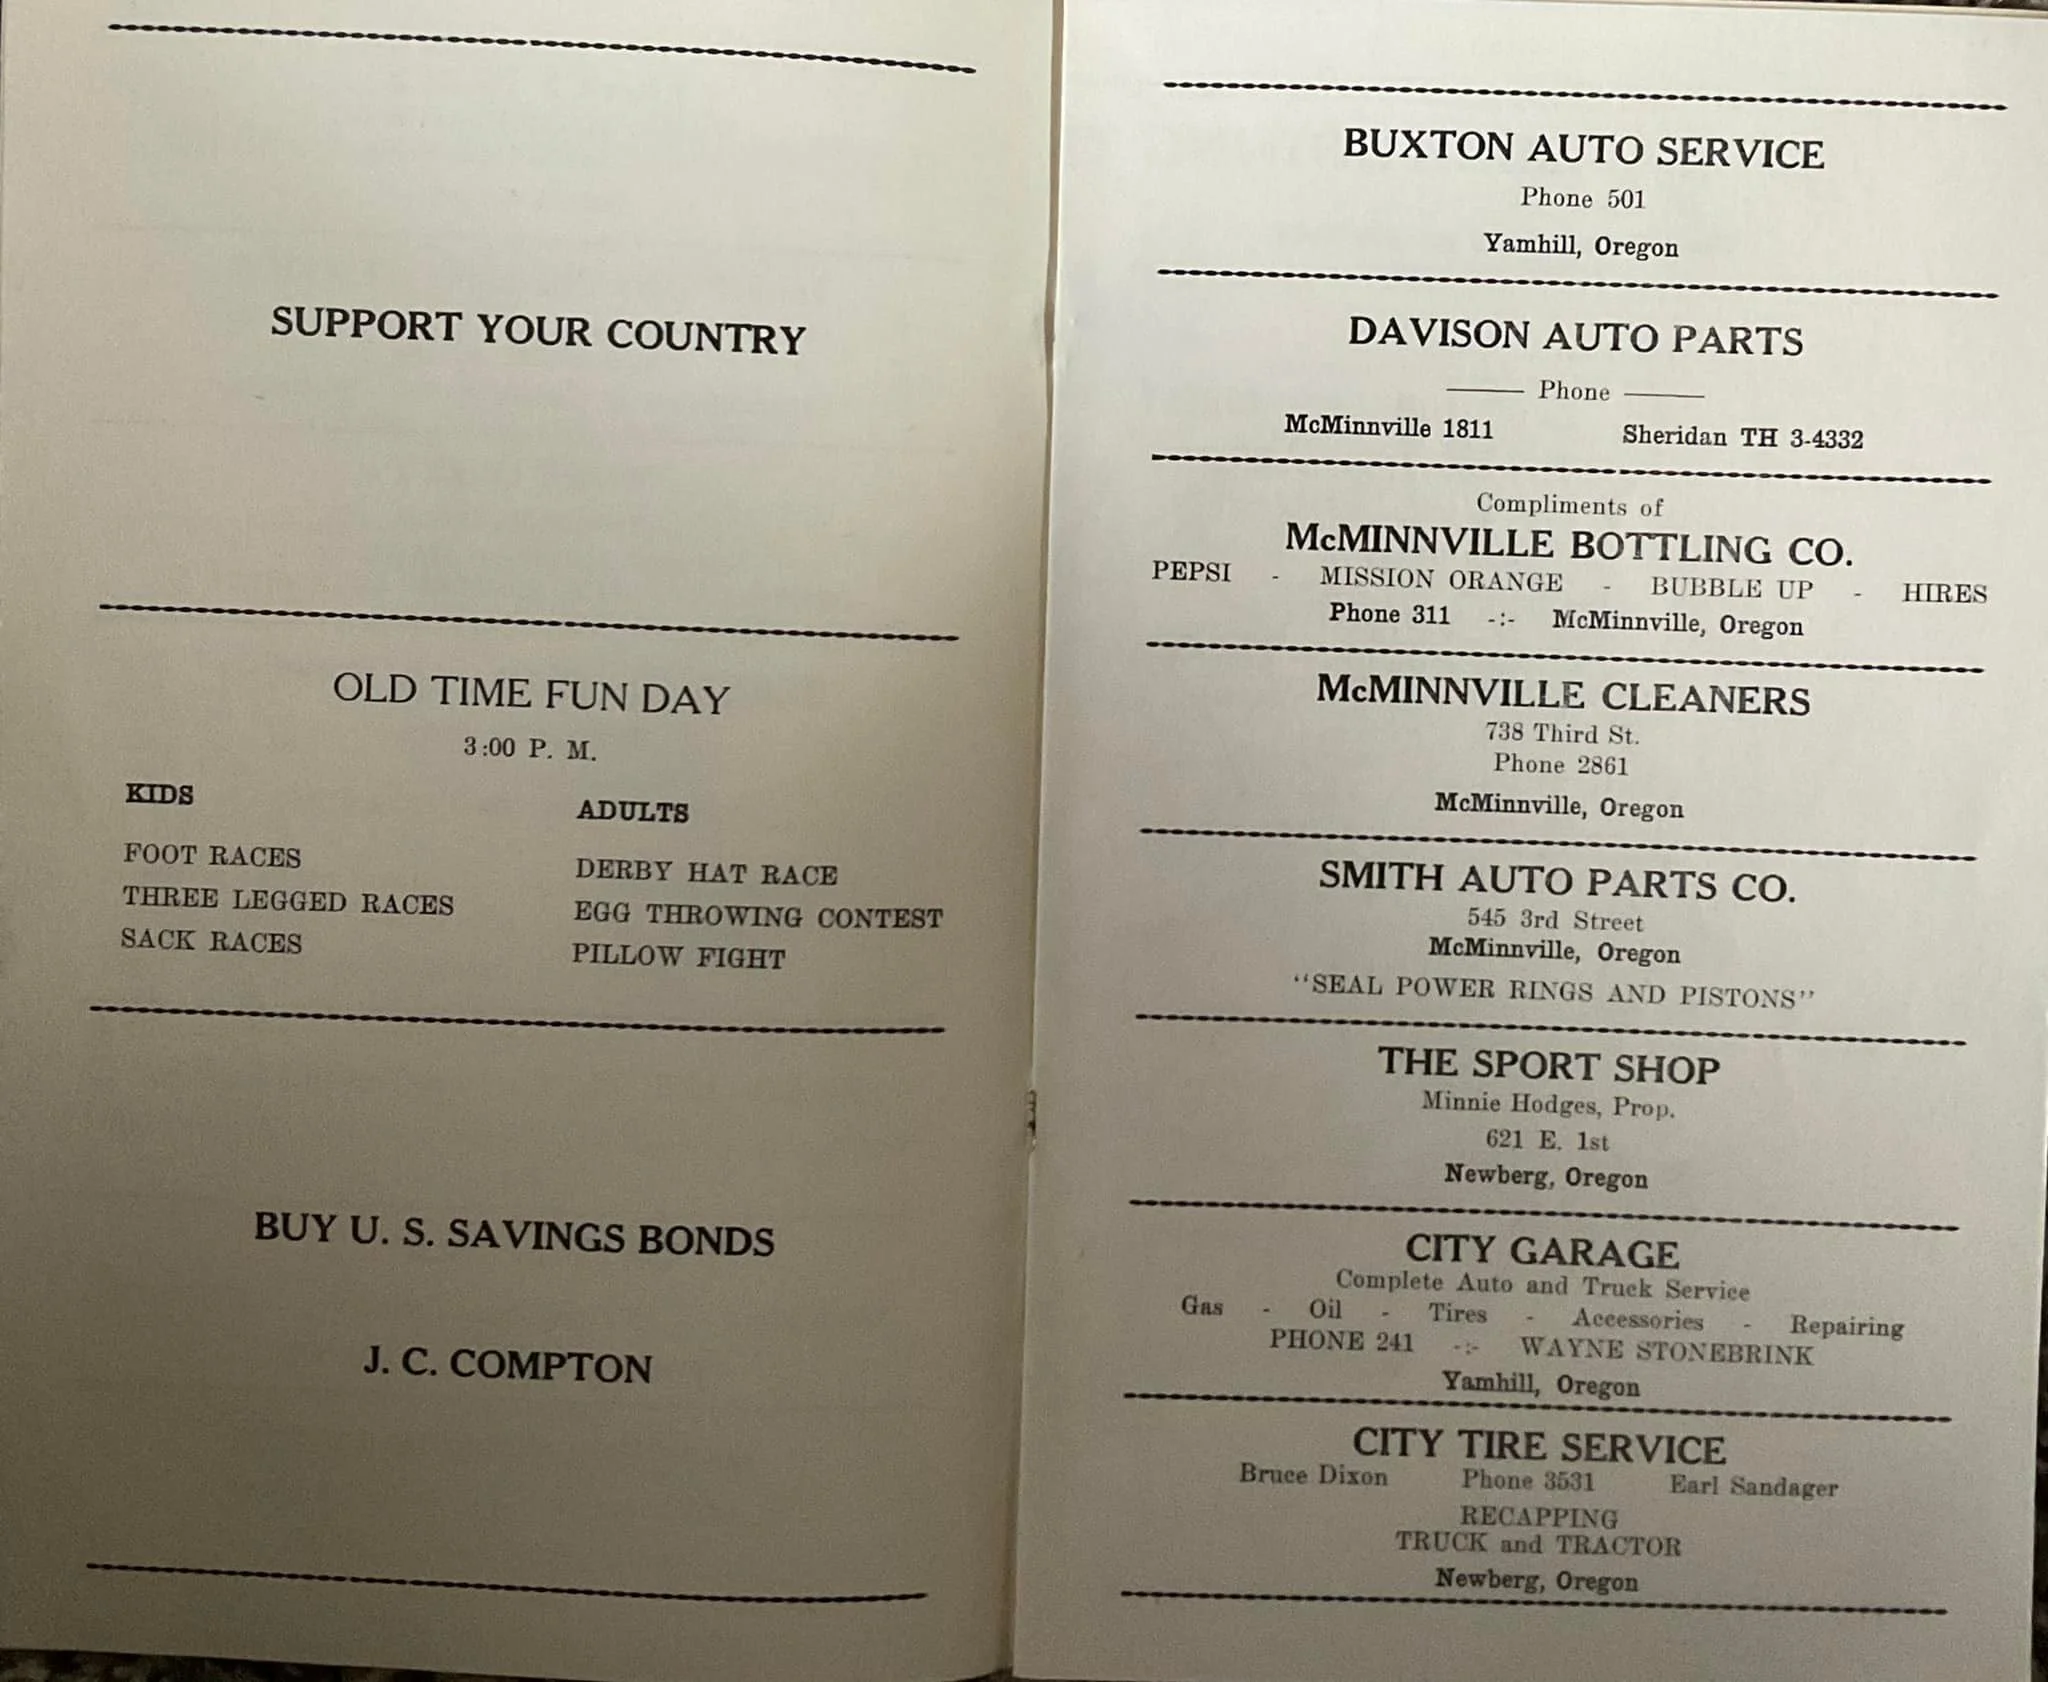 SUPPORT YOUR COUNTRY
OLD TIME FUN DAY
3:00 P. M.
KIDS
FOOT RACES
THREE LEGGED RACES
SACK RACES
ADULTS
DERBY HAT RACE
EGG THROWING CONTEST
PILLOW FIGHT
BUY U. S. SAVINGS BONDS
J. C. COMPTON
BUXTON AUTO SERVICE
Phone 501
Yamhill, Oregon
DAVISON AUTO PARTS
Phone
McMinnville 1811 Sheridan TH 3-4332
Compliments of
McMINNVILLE BOTTLING CO.
PEPSI - MISSION ORANGE - BUBBLE UP - HIRES
Phone 311 -:- McMinnville, Oregon
McMINNVILLE CLEANERS
738 Third St.
Phone 2861
McMinnville, Oregon
SMITH AUTO PARTS CO.
545 3rd Street
McMinnville, Oregon
"SEAL POWER RINGS AND PISTONS"
THE SPORT SHOP
Minnie Hodges, Prop.
621 E. 1st
Newberg, Oregon
CITY GARAGE
Complete Auto and Truck Service
Gas - Oil - Tires - Accessories - Repairing
PHONE 241 -:- WAYNE STONEBRINK
Yamhill, Oregon
CITY TIRE SERVICE
Bruce Dixon Phone 3531 Earl Sandager
RECAPPING
TRUCK and TRACTOR
Newberg, Oregon